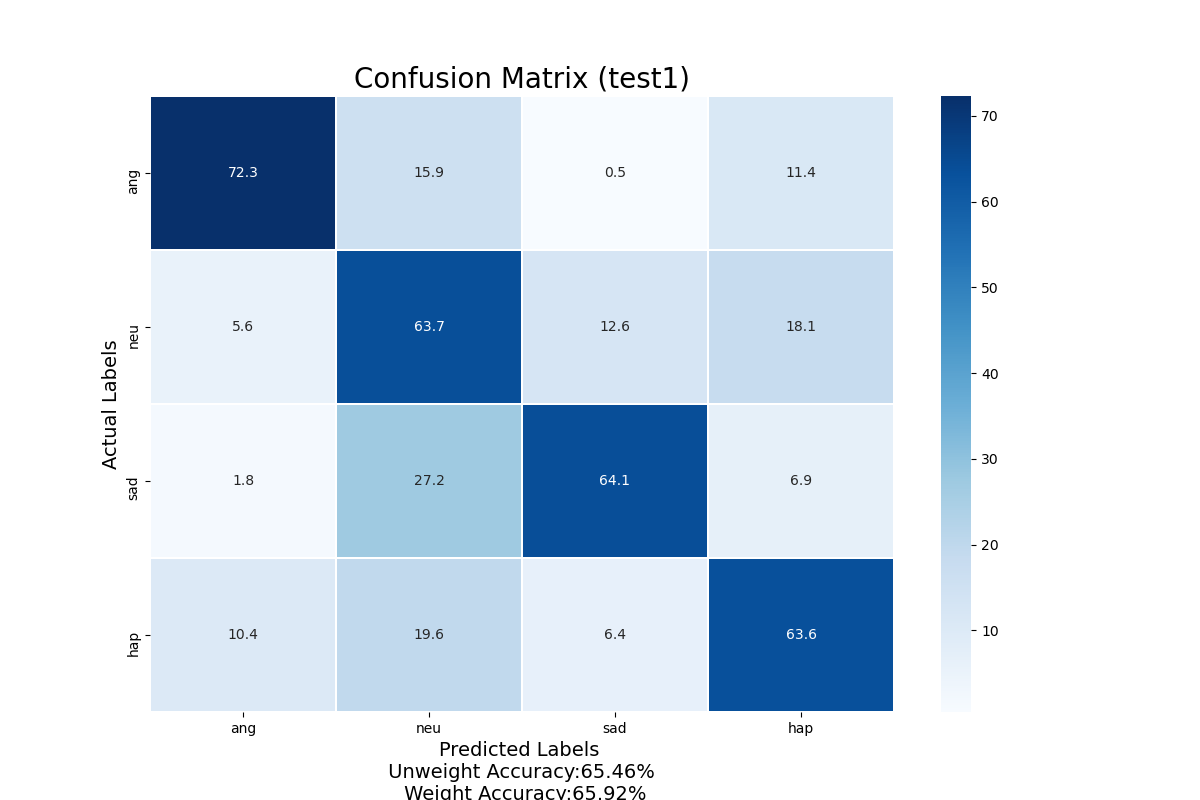 Confusion Matrix (test1)
ang 72.3 15.9 0.5 11.4
neu 5.6 63.7 12.6 18.1
sad 1.8 27.2 64.1 6.9
hap 10.4 19.6 6.4 63.6
ang neu sad hap
Actual Labels
Predicted Labels
Unweight Accuracy:65.46%
Weight Accuracy:65.92%
70
60
50
40
30
20
10